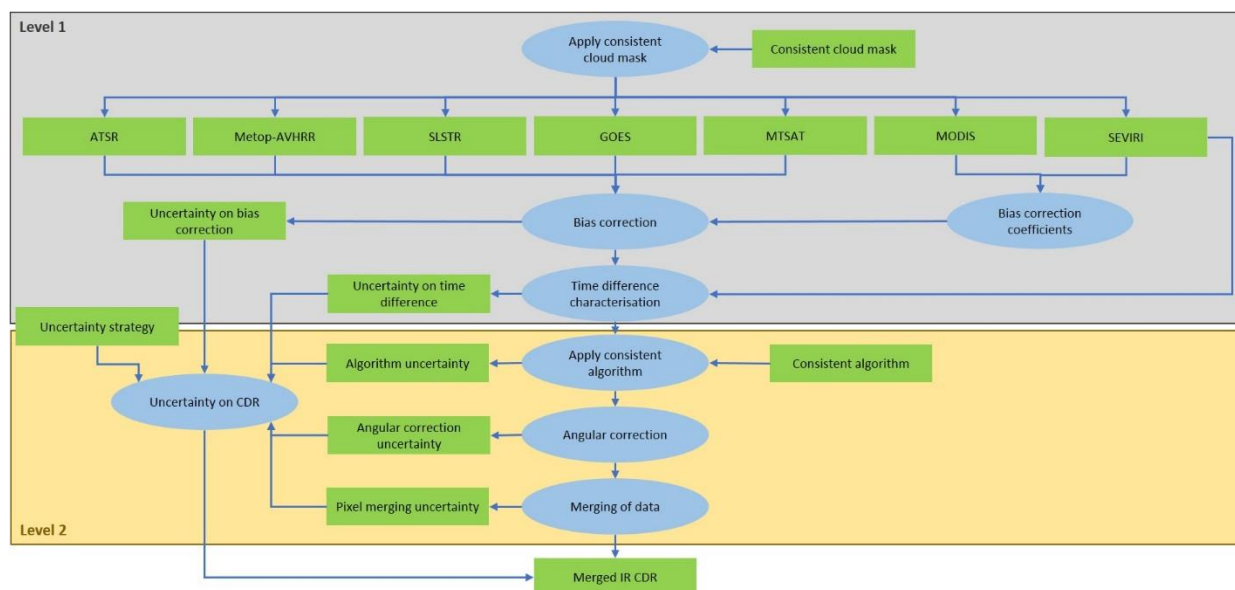 Level 1
Apply consistent
cloud mask
Consistent cloud mask
ATSR
Metop-AVHRR
SLSTR
GOES
MTSAT
MODIS
SEVIRI
Uncertainty on bias
correction
Bias correction
Bias correction
coefficients
Uncertainty on time
difference
Time difference
characterisation
Uncertainty strategy
Algorithm uncertainty
Apply consistent
algorithm
Consistent algorithm
Uncertainty on CDR
Angular correction
uncertainty
Angular correction
Pixel merging uncertainty
Merging of data
Level 2
Merged IR CDR